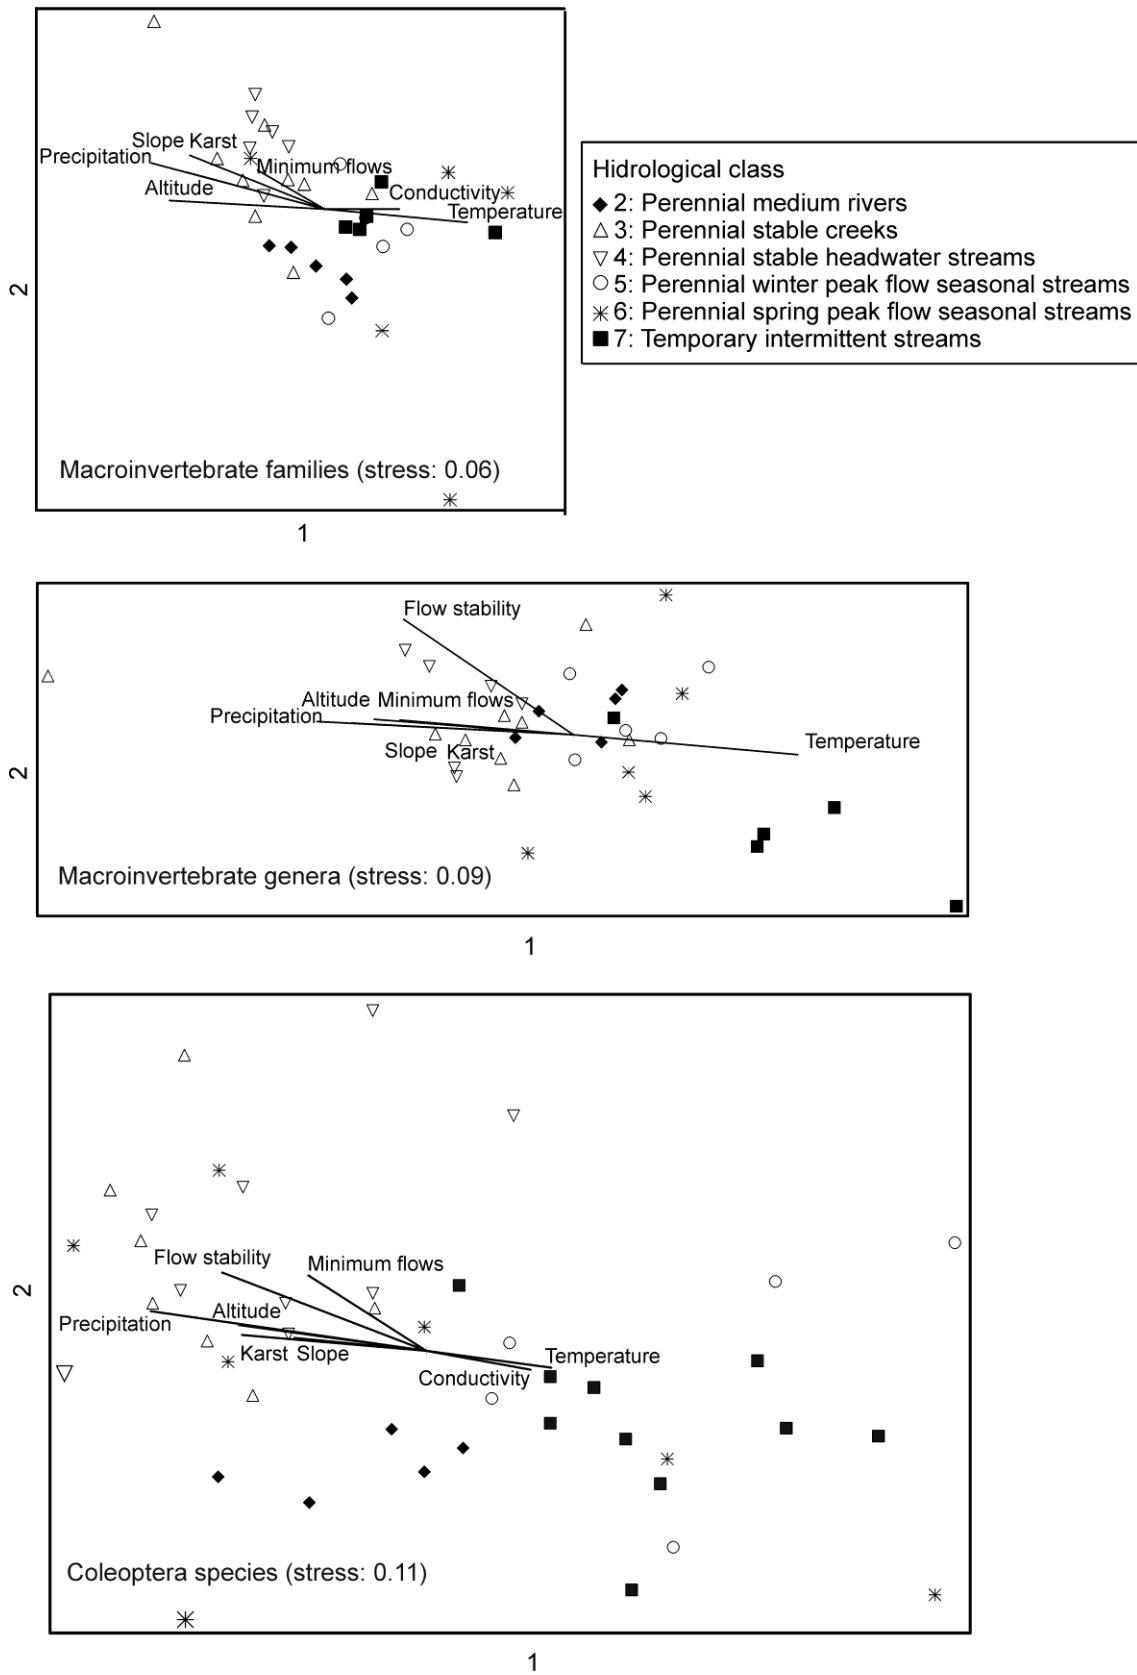 Slope Karst
Precipitation
Minimum flows
Altitude
Conductivity
Temperature
2
Macroinvertebrate families (stress: 0.06)
1
Hidrológical class
2: Perennial medium rivers
3: Perennial stable creeks
4: Perennial stable headwater streams
5: Perennial winter peak flow seasonal streams
6: Perennial spring peak flow seasonal streams
7: Temporary intermittent streams
Flow stability
Altitude Minimum flows
Precipitation
Temperature
Slope Karst
2
Macroinvertebrate genera (stress: 0.09)
1
Flow stability
Minimum flows
Altitude
Precipitation
Karst Slope
Temperature
Conductivity
2
Coleoptera species (stress: 0.11)
1